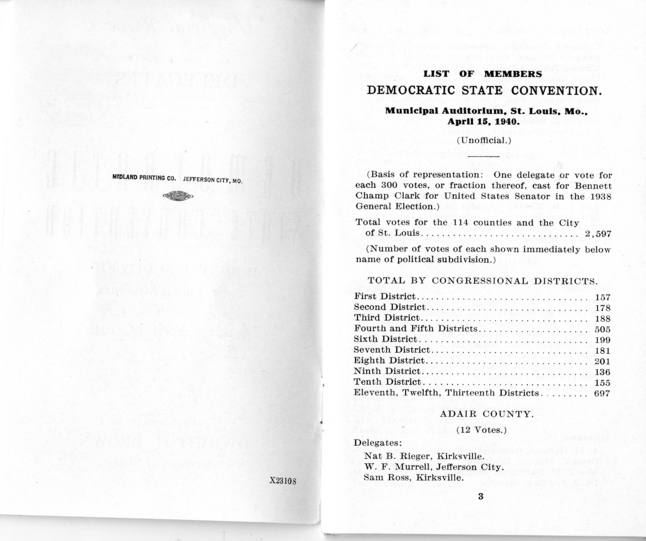 MIDLAND PRINTING CO. JEFFERSON CITY, MO.
X23108
LIST OF MEMBERS
DEMOCRATIC STATE CONVENTION.
Municipal Auditorium, St. Louis, Mo.,
April 15, 1940.
(Unofficial.)
(Basis of representation: One delegate or vote for
each 300 votes, or fraction thereof, cast for Bennett
Champ Clark for United States Senator in the 1938
General Election.)
Total votes for the 114 counties and the City
of St. Louis.............................. 2,597
(Number of votes of each shown immediately below
name of political subdivision.)
TOTAL BY CONGRESSIONAL DISTRICTS.
First District................................. 157
Second District............................... 178
Third District................................ 188
Fourth and Fifth Districts..................... 505
Sixth District................................ 199
Seventh District.............................. 181
Eighth District............................... 201
Ninth District................................ 136
Tenth District................................ 155
Eleventh, Twelfth, Thirteenth Districts......... 697
ADAIR COUNTY.
(12 Votes.)
Delegates:
Nat B. Rieger, Kirksville.
W. F. Murrell, Jefferson City.
Sam Ross, Kirksville.
3